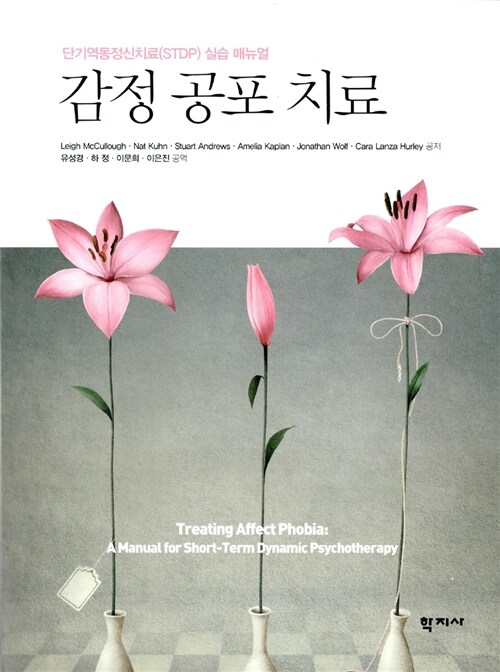 단기역동정신치료(STDP) 실습 매뉴얼
감정 공포 치료
Leigh McCullough · Nat Kuhn · Stuart Andrews · Amelia Kaplan · Jonathan Wolf · Cara Lanza Hurley 공저
유성경 · 하 정 · 이문희 · 이은진 공역
Treating Affect Phobia:
A Manual for Short-Term Dynamic Psychotherapy
학지사